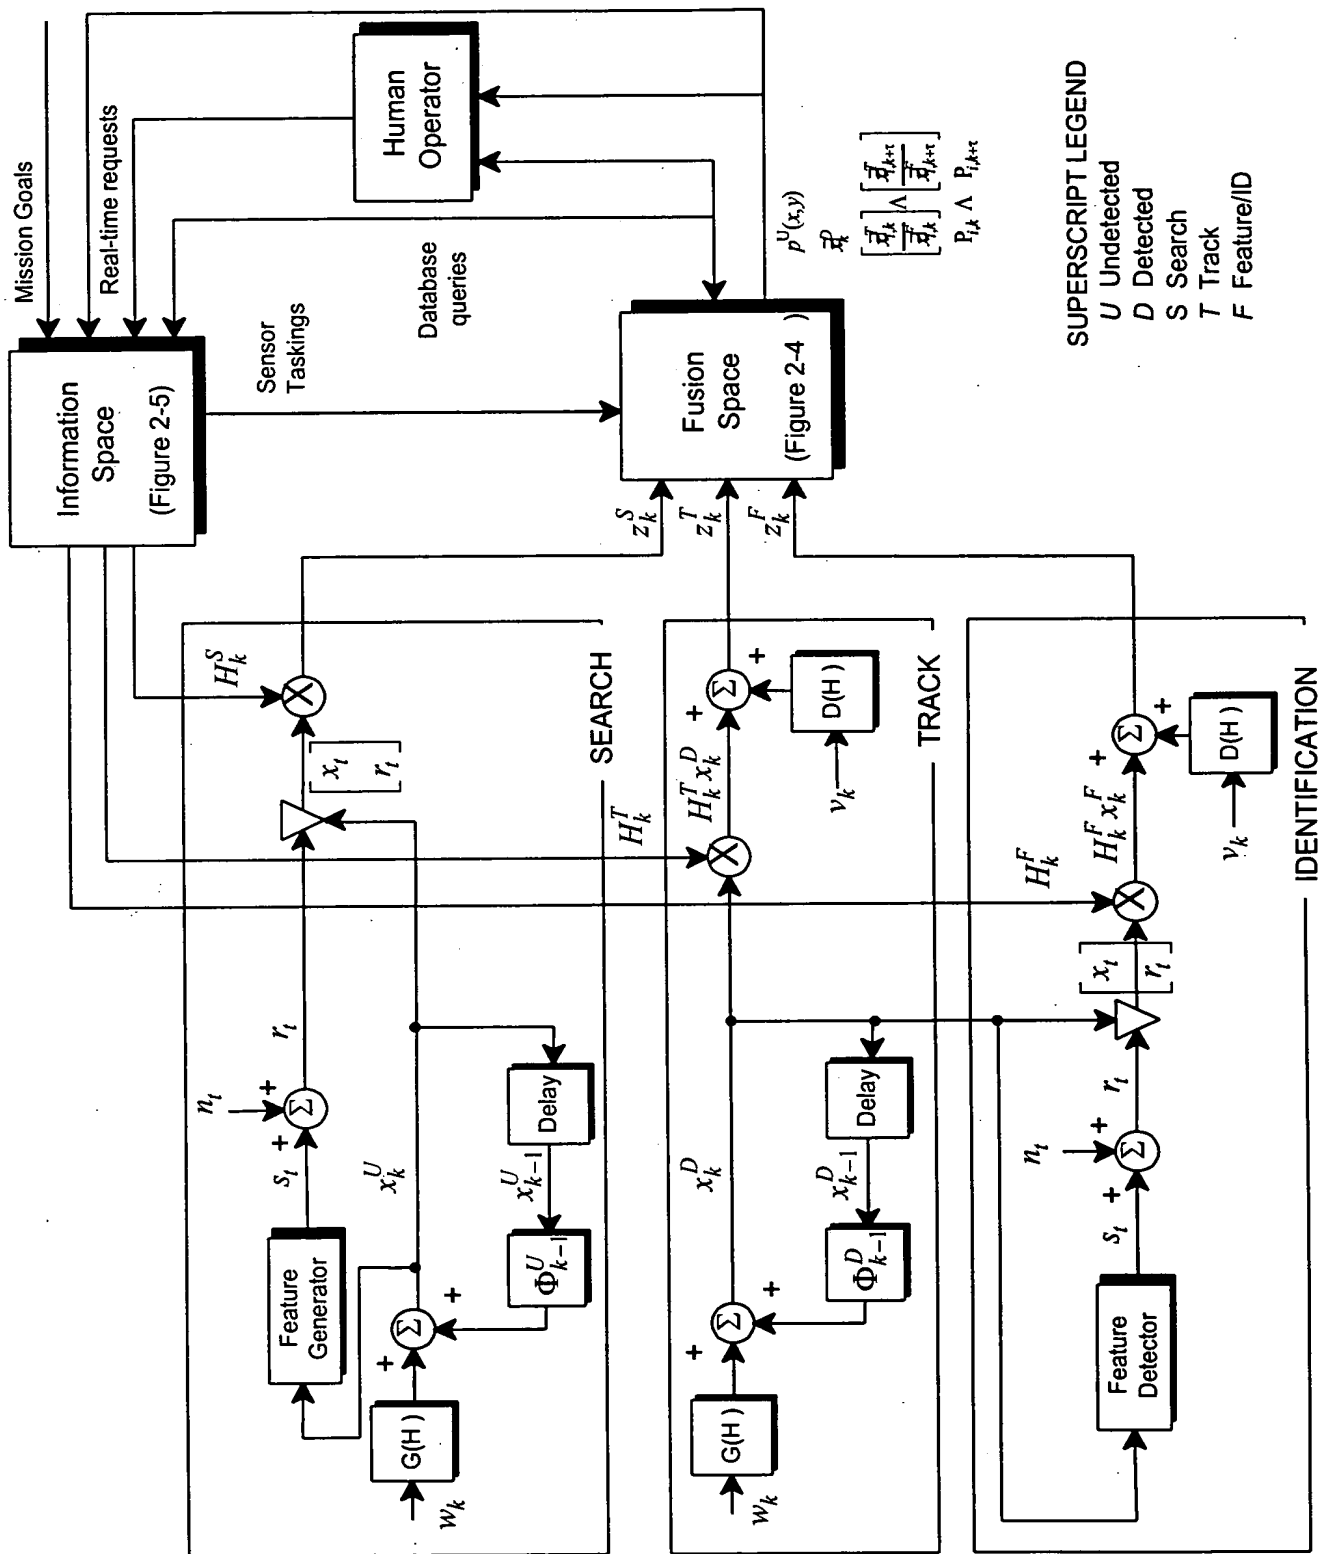 Mission Goals
Real-time requests
Information
Space
(Figure 2-5)
Human
Operator
Sensor
Taskings
Database
queries
Fusion
Space
(Figure 2-4 )
p^U(x,y)
P_{i,k} Λ P_{i,k+τ}
SUPERSCRIPT LEGEND
U Undetected
D Detected
S Search
T Track
F Feature/ID
z_k^S
z_k^T
z_k^F
w_k
G(H )
+
Σ
+
Φ_{k-1}^U
x_{k-1}^U
Delay
x_k^U
Feature
Generator
s_t
+
Σ
+
n_t
r_t
[x_t
r_t]
X
H_k^S
SEARCH
w_k
G(H )
+
Σ
+
Φ_{k-1}^D
x_{k-1}^D
Delay
x_k^D
X
H_k^T
H_k^T x_k^D
+
Σ
+
D(H )
v_k
TRACK
Feature
Detector
s_t
+
Σ
+
n_t
r_t
[x_t
r_t]
X
H_k^F
H_k^F x_k^F
+
Σ
+
D(H )
v_k
IDENTIFICATION